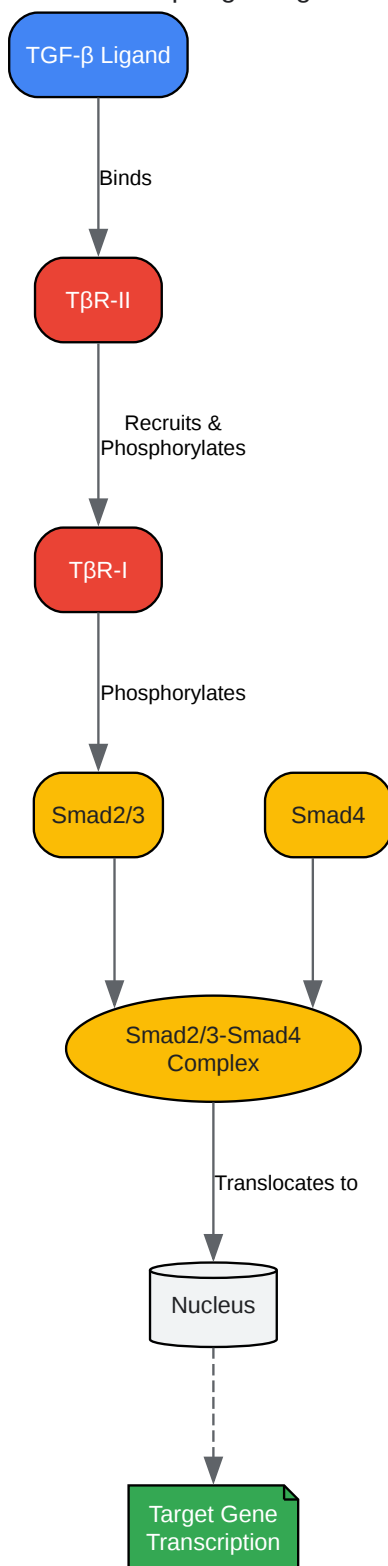 TGF-β Ligand
Binds
TβR-II
Recruits &
Phosphorylates
TβR-I
Phosphorylates
Smad2/3
Smad4
Smad2/3-Smad4
Complex
Translocates to
Nucleus
Target Gene
Transcription